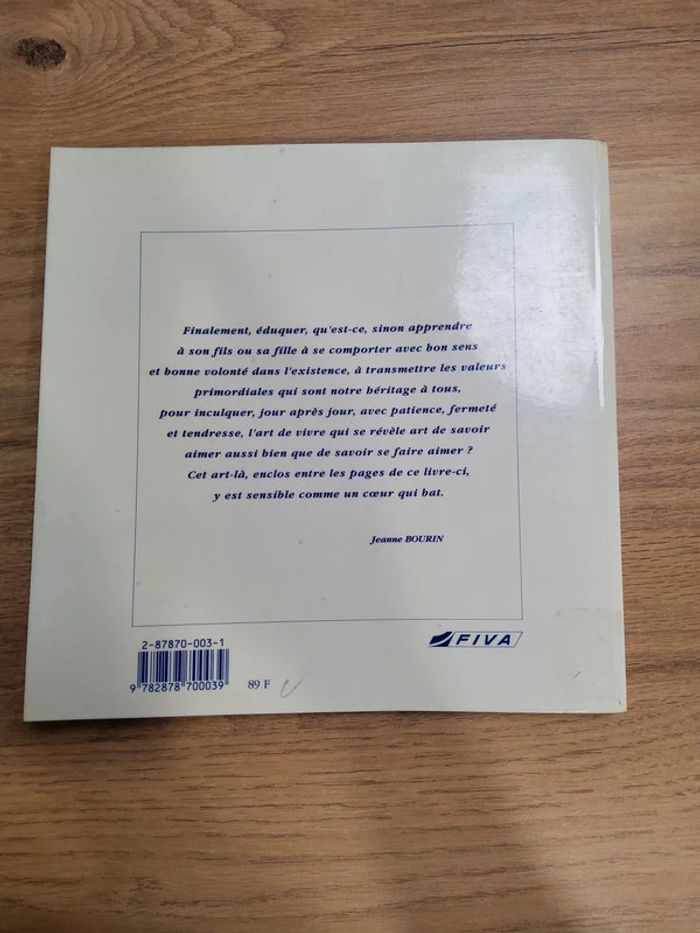 Finalement, éduquer, qu'est-ce, sinon apprendre
à son fils ou sa fille à se comporter avec bon sens
et bonne volonté dans l'existence, à transmettre les valeurs
primordiales qui sont notre héritage à tous,
pour inculquer, jour après jour, avec patience, fermeté
et tendresse, l'art de vivre qui se révèle art de savoir
aimer aussi bien que de savoir se faire aimer ?
Cet art-là, enclos entre les pages de ce livre-ci,
y est sensible comme un cœur qui bat.
Jeanne BOURIN
FIVA
2-87870-003-1
9 782878 700039
89 F